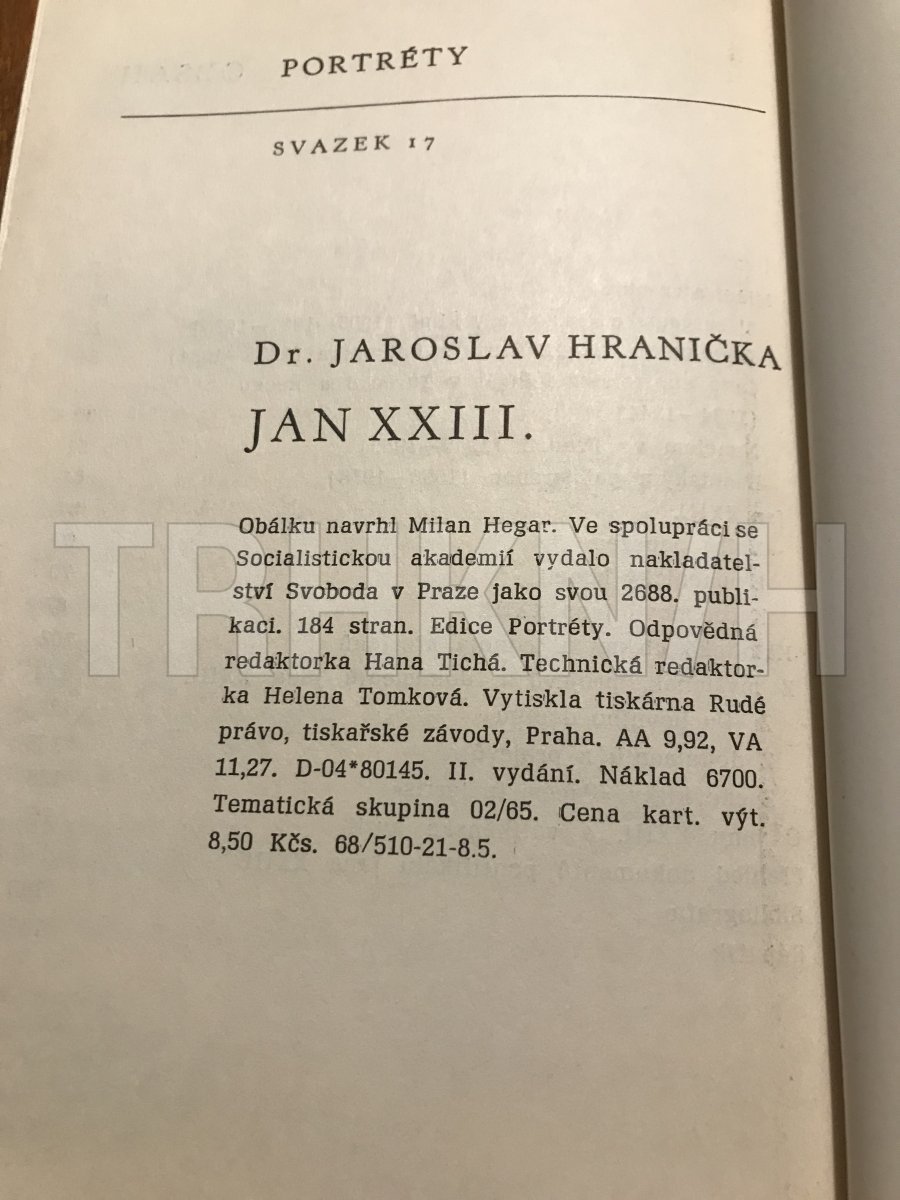 PORTRÉTY
SVAZEK 17
Dr. JAROSLAV HRANIČKA
JAN XXIII.
Obálku navrhl Milan Hegar. Ve spolupráci se
Socialistickou akademií vydalo nakladatel-
ství Svoboda v Praze jako svou 2688. publi-
kaci. 184 stran. Edice Portréty. Odpovědná
redaktorka Hana Tichá. Technická redaktor-
ka Helena Tomková. Vytiskla tiskárna Rudé
právo, tiskařské závody, Praha. AA 9,92, VA
11,27. D-04*80145. II. vydání. Náklad 6700.
Tematická skupina 02/65. Cena kart. výt.
8,50 Kčs. 68/510-21-8.5.
TRHKNIH